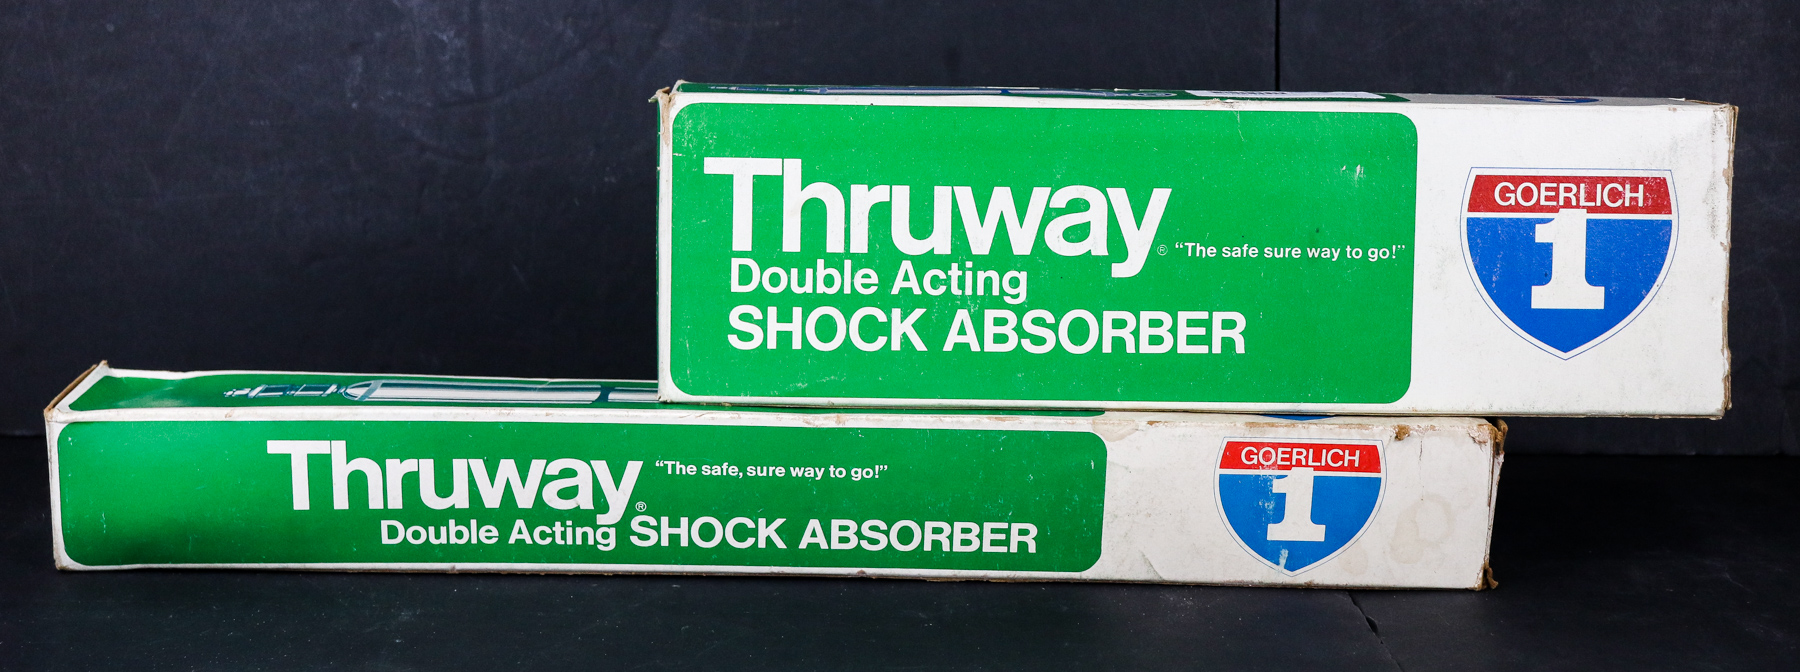 Thruway® “The safe sure way to go!”
Double Acting
SHOCK ABSORBER
GOERLICH
1
Thruway® “The safe, sure way to go!”
Double Acting SHOCK ABSORBER
GOERLICH
1